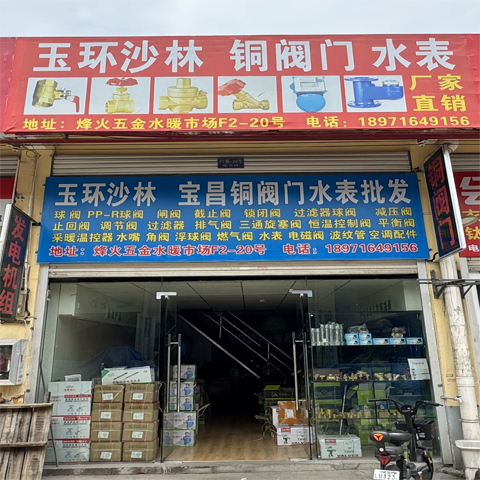 玉环沙林 铜阀门 水表
厂家
直销
地址：烽火五金水暖市场F2-20号 电话：18971649156
玉环沙林 宝昌铜阀门水表批发
球阀 PP-R球阀 闸阀 截止阀 锁闭阀 过滤器球阀 减压阀
止回阀 调节阀 过滤器 排气阀 三通旋塞阀 恒温控制阀 平衡阀
采暖温控器 水嘴 角阀 浮球阀 燃气阀 水表 电磁阀 波纹管 空调配件
地址：烽火五金水暖市场F2-20号 电话：18971649156
发电机组
铜阀门